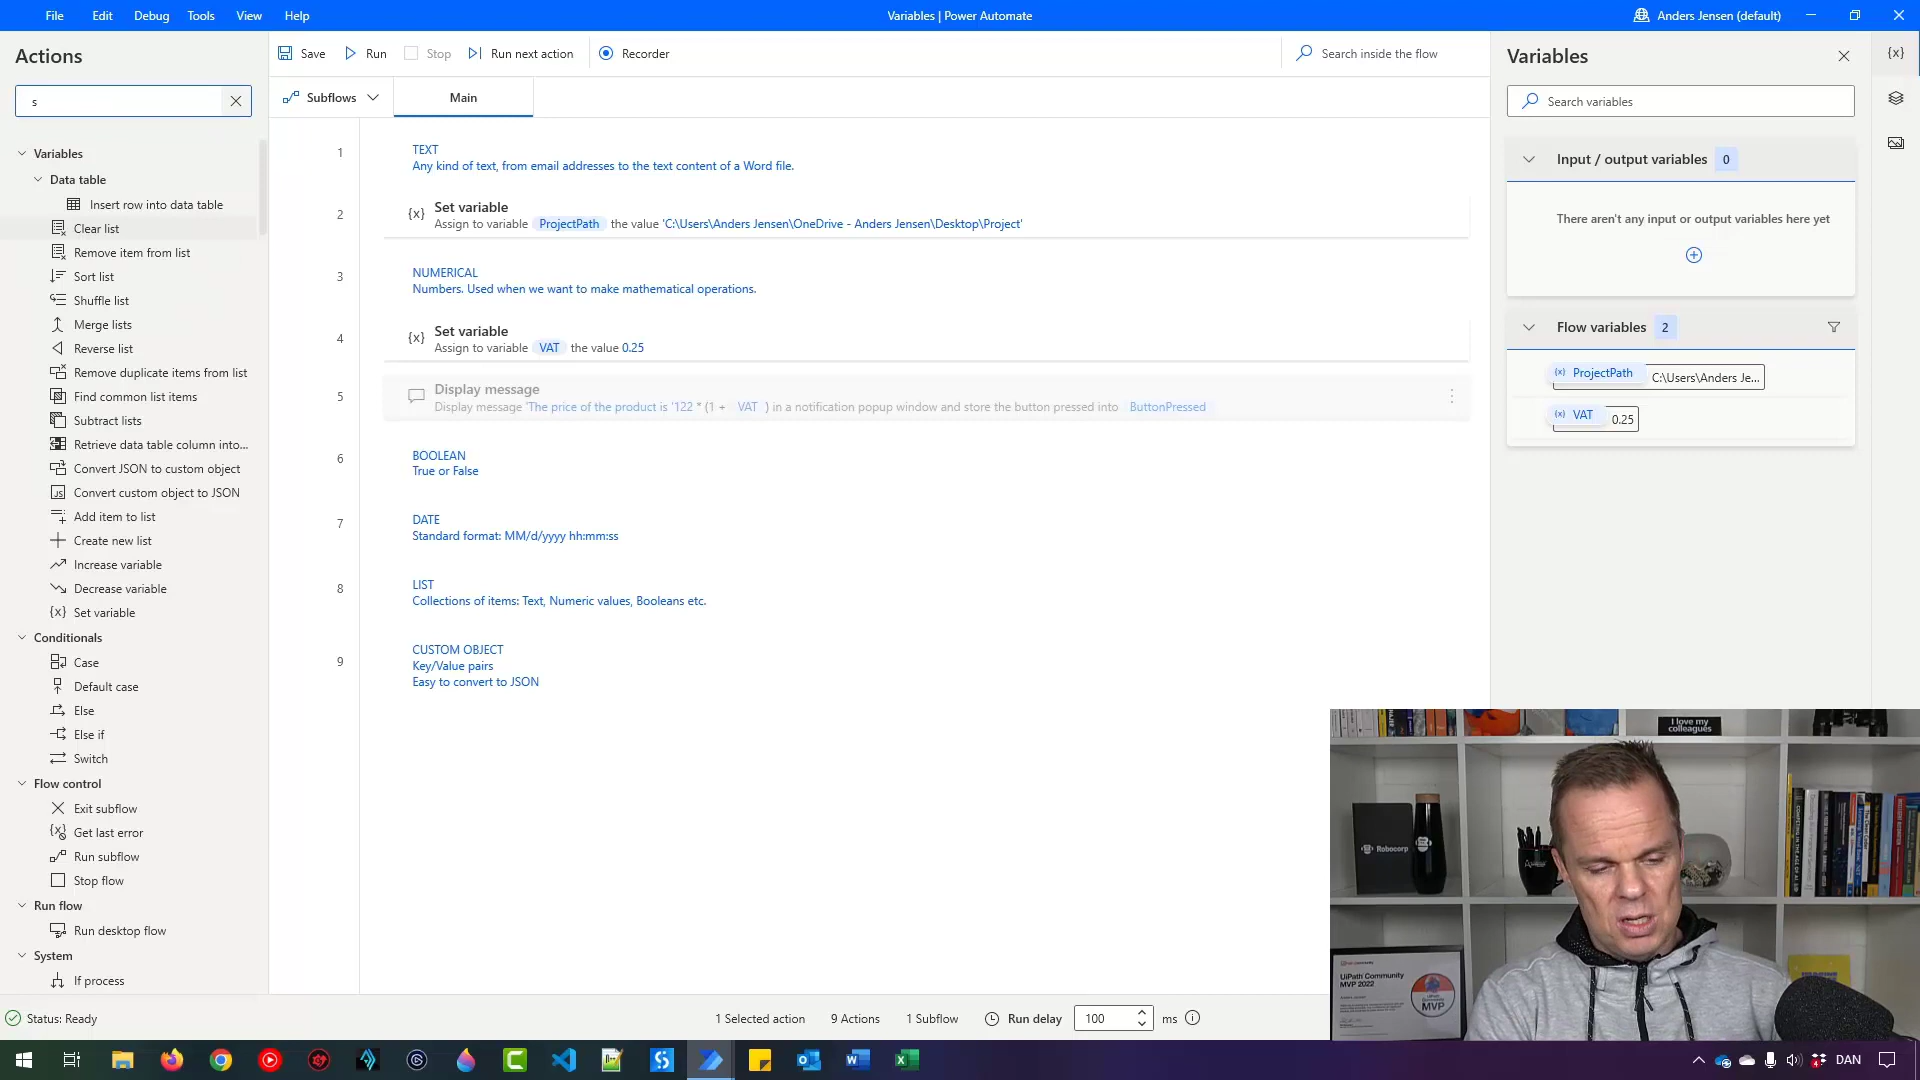 File Edit Debug Tools View Help
Variables | Power Automate
Anders Jensen (default)
Actions
s
Variables
Data table
Insert row into data table
Clear list
Remove item from list
Sort list
Shuffle list
Merge lists
Reverse list
Remove duplicate items from list
Find common list items
Subtract lists
Retrieve data table column into...
Convert JSON to custom object
Convert custom object to JSON
Add item to list
Create new list
Increase variable
Decrease variable
{x} Set variable
Conditionals
Case
Default case
Else
Else if
Switch
Flow control
Exit subflow
Get last error
Run subflow
Stop flow
Run flow
Run desktop flow
System
If process
Save Run Stop Run next action Recorder
Search inside the flow
Subflows Main
1 TEXT
Any kind of text, from email addresses to the text content of a Word file.
2 {x} Set variable
Assign to variable ProjectPath the value 'C:\Users\Anders Jensen\OneDrive - Anders Jensen\Desktop\Project'
3 NUMERICAL
Numbers. Used when we want to make mathematical operations.
4 {x} Set variable
Assign to variable VAT the value 0.25
5 Display message
Display message 'The price of the product is '122 * (1 + VAT ) in a notification popup window and store the button pressed into ButtonPressed
6 BOOLEAN
True or False
7 DATE
Standard format: MM/d/yyyy hh:mm:ss
8 LIST
Collections of items: Text, Numeric values, Booleans etc.
9 CUSTOM OBJECT
Key/Value pairs
Easy to convert to JSON
Variables
{x}
Search variables
Input / output variables 0
There aren't any input or output variables here yet
Flow variables 2
(x) ProjectPath C:\Users\Anders Je...
(x) VAT 0.25
I love my
colleagues
Robocorp
UiPath Community
MVP 2022
MVP
Status: Ready
1 Selected action 9 Actions 1 Subflow Run delay 100 ms
DAN